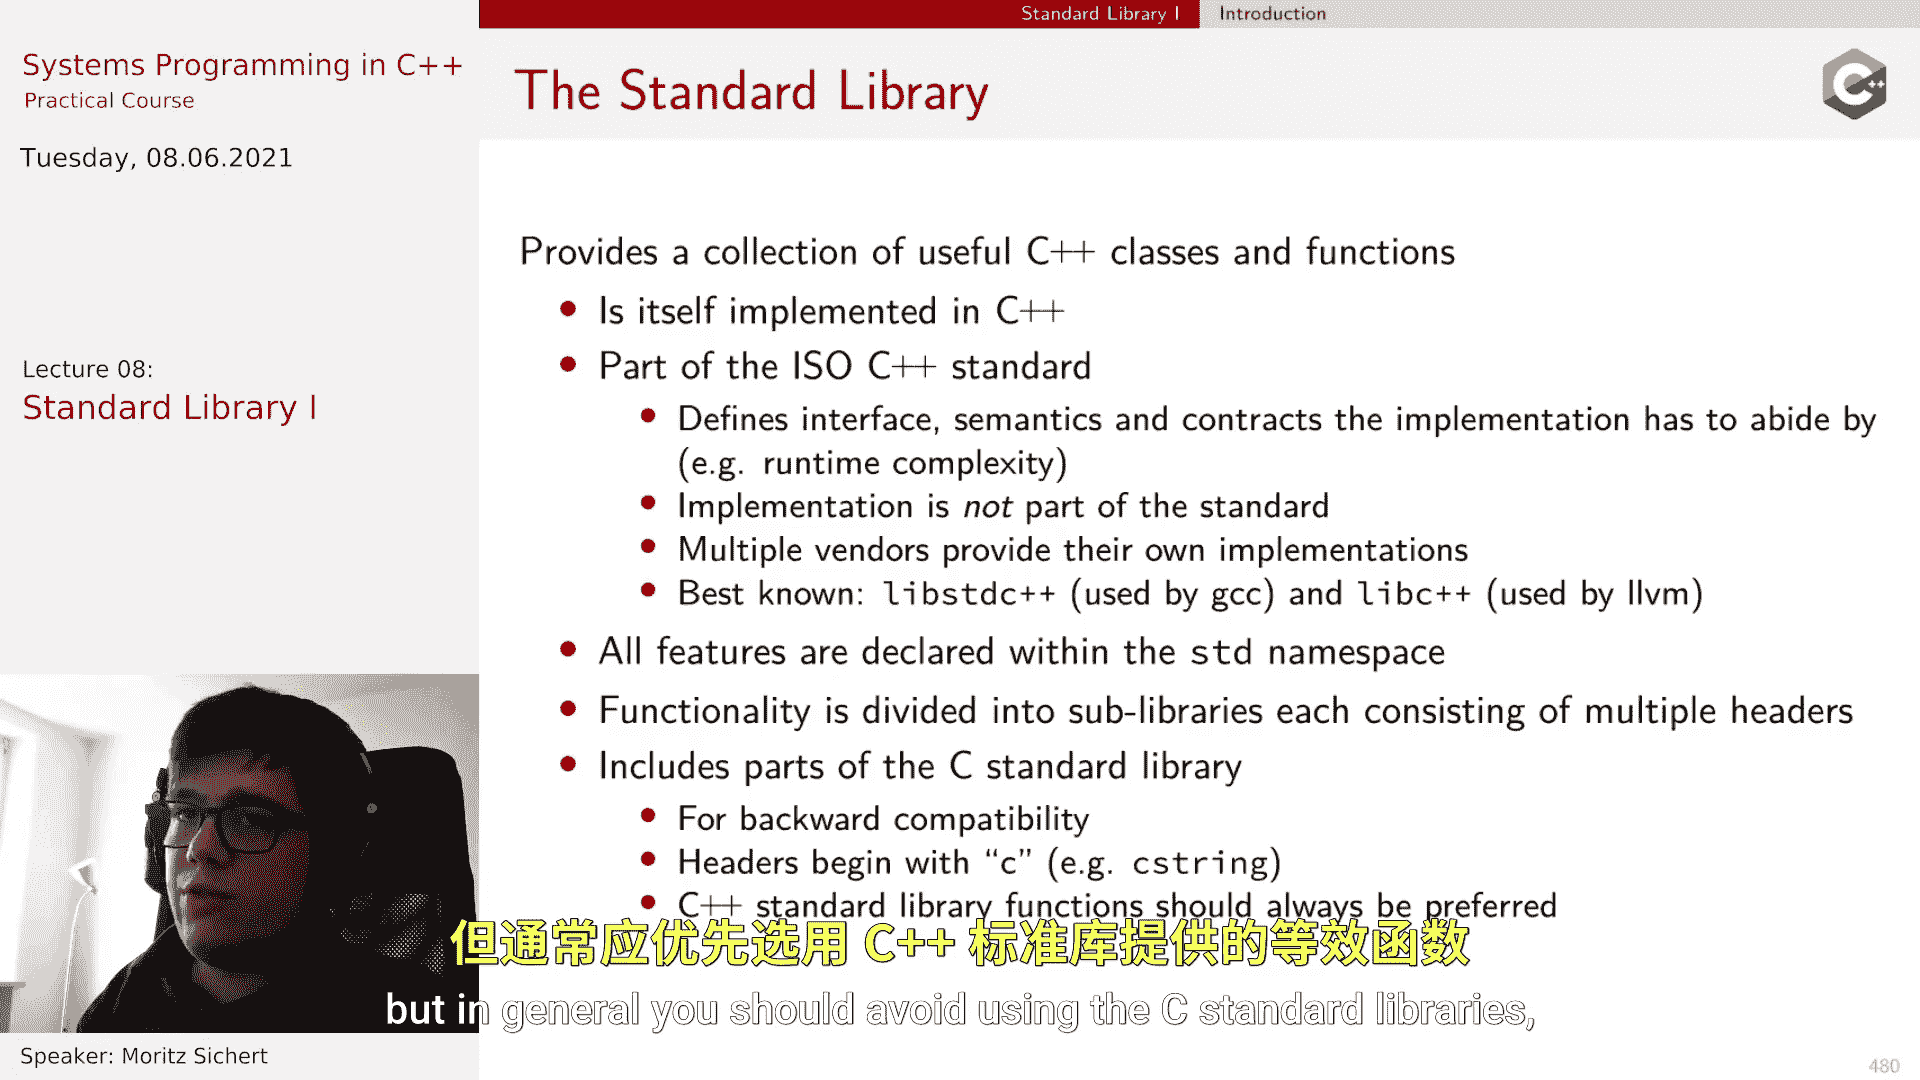 Standard Library I
Introduction
Systems Programming in C++
Practical Course
Tuesday, 08.06.2021
Lecture 08:
Standard Library I
The Standard Library
C++
Provides a collection of useful C++ classes and functions
• Is itself implemented in C++
• Part of the ISO C++ standard
• Defines interface, semantics and contracts the implementation has to abide by
(e.g. runtime complexity)
• Implementation is not part of the standard
• Multiple vendors provide their own implementations
• Best known: libstdc++ (used by gcc) and libc++ (used by llvm)
• All features are declared within the std namespace
• Functionality is divided into sub-libraries each consisting of multiple headers
• Includes parts of the C standard library
• For backward compatibility
• Headers begin with “c” (e.g. cstring)
• C++ standard library functions should always be preferred
但通常应优先选用 C++ 标准库提供的等效函数
but in general you should avoid using the C standard libraries,
Speaker: Moritz Sichert
480